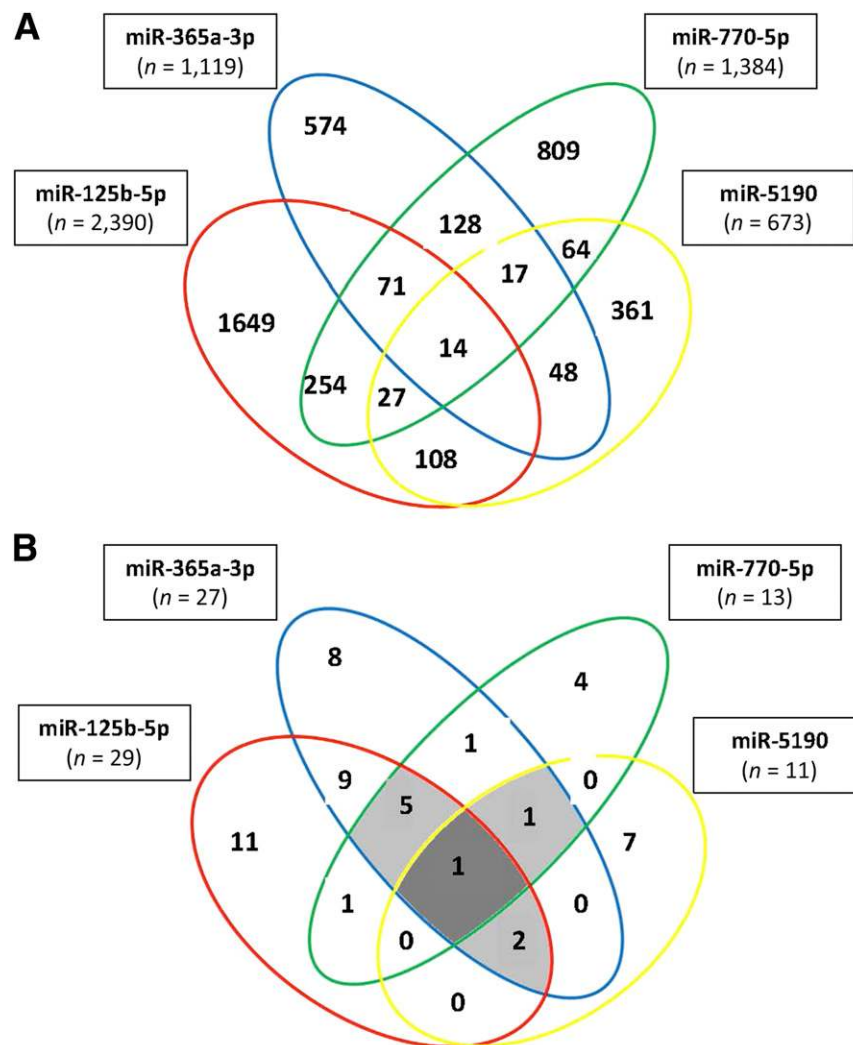 A
miR-365a-3p
(n = 1,119)
miR-770-5p
(n = 1,384)
574
809
miR-125b-5p
(n = 2,390)
miR-5190
(n = 673)
128
64
17
71
361
1649
14
48
254
27
108
B
miR-365a-3p
(n = 27)
miR-770-5p
(n = 13)
8
4
miR-125b-5p
(n = 29)
miR-5190
(n = 11)
1
9
0
5
1
11
7
1
1
0
0
2
0